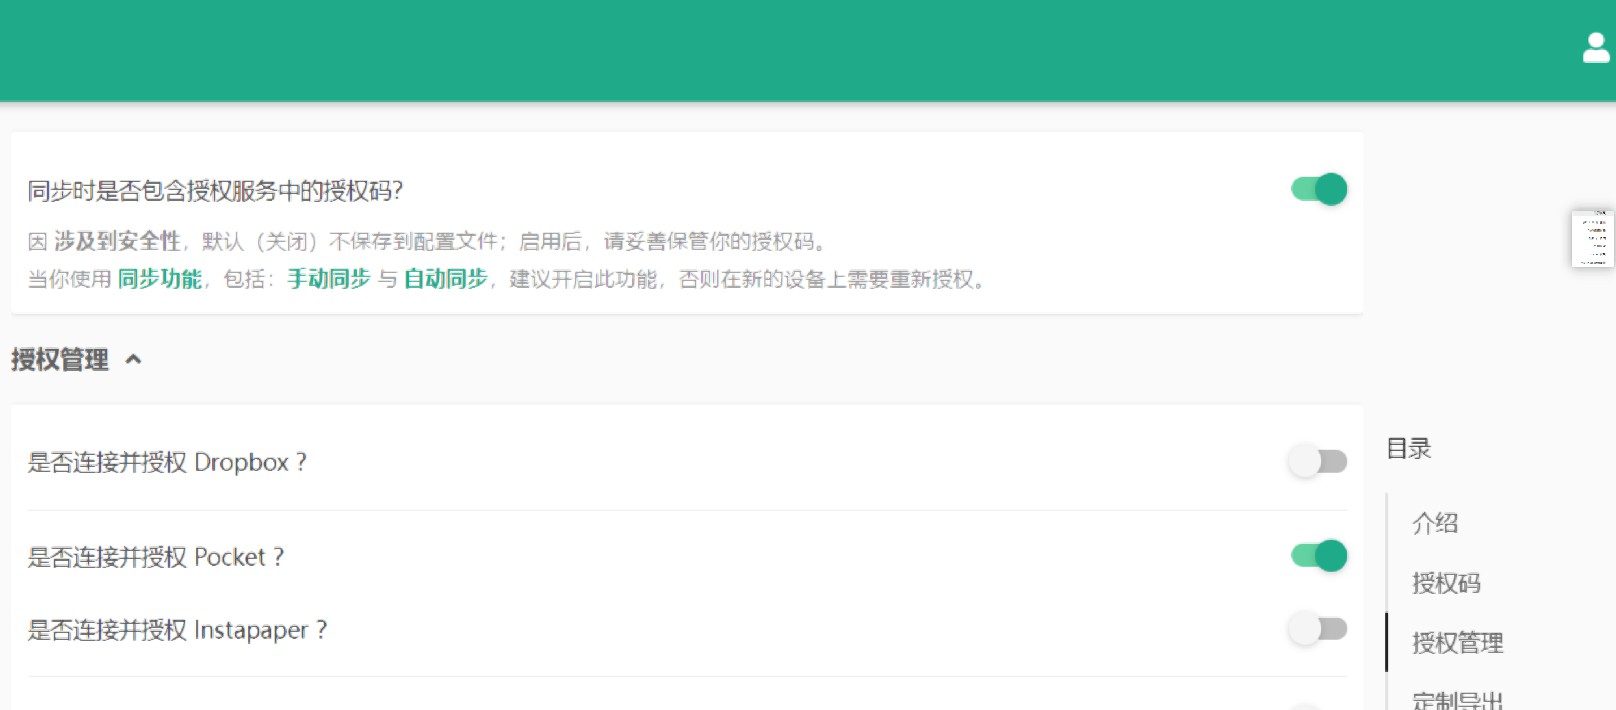 同步时是否包含授权服务中的授权码?
因 涉及到安全性，默认（关闭）不保存到配置文件；启用后，请妥善保管你的授权码。
当你使用 同步功能，包括：手动同步 与 自动同步，建议开启此功能，否则在新的设备上需要重新授权。
授权管理
是否连接并授权 Dropbox ?
是否连接并授权 Pocket ?
是否连接并授权 Instapaper ?
目录
介绍
授权码
授权管理
定制导出